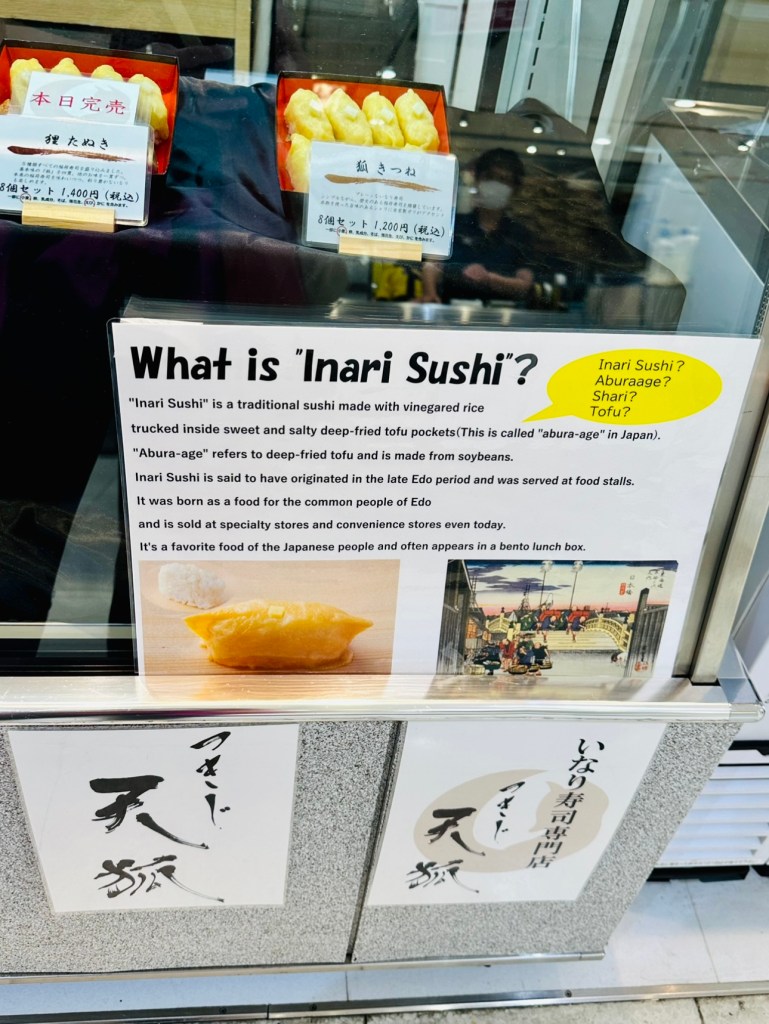 本日完売
狸 たぬき
8個セット 1,400円 (税込)
狐 きつね
8個セット 1,200円 (税込)
What is "Inari Sushi"?
Inari Sushi?
Aburaage?
Shari?
Tofu?
"Inari Sushi" is a traditional sushi made with vinegared rice
trucked inside sweet and salty deep-fried tofu pockets(This is called "abura-age" in Japan).
"Abura-age" refers to deep-fried tofu and is made from soybeans.
Inari Sushi is said to have originated in the late Edo period and was served at food stalls.
It was born as a food for the common people of Edo
and is sold at specialty stores and convenience stores even today.
It's a favorite food of the Japanese people and often appears in a bento lunch box.
日本橋
つきじ
天狐
いなり寿司専門店
つきじ
天狐